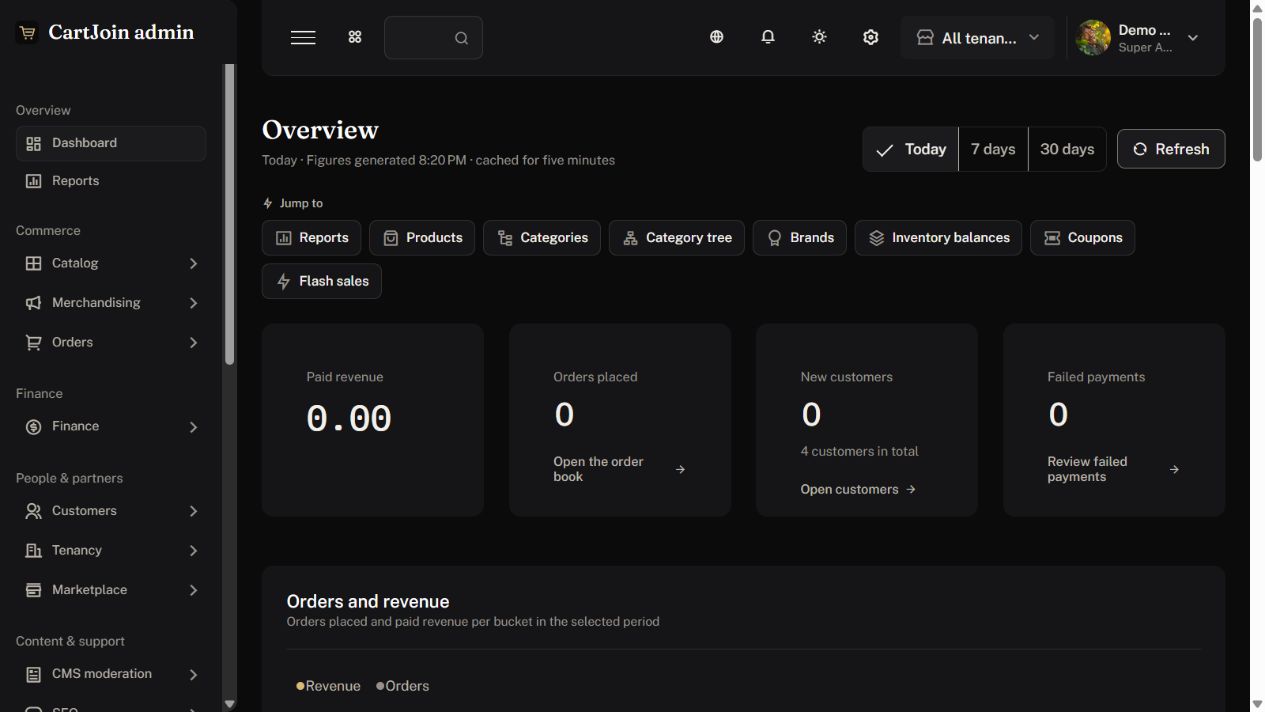 CartJoin admin
All tenan...
Demo ...
Super A...
Overview
Dashboard
Reports
Commerce
Catalog
Merchandising
Orders
Finance
Finance
People & partners
Customers
Tenancy
Marketplace
Content & support
CMS moderation
SEO
Overview
Today · Figures generated 8:20 PM · cached for five minutes
Today
7 days
30 days
Refresh
Jump to
Reports
Products
Categories
Category tree
Brands
Inventory balances
Coupons
Flash sales
Paid revenue
0.00
Orders placed
0
Open the order
book
New customers
0
4 customers in total
Open customers
Failed payments
0
Review failed
payments
Orders and revenue
Orders placed and paid revenue per bucket in the selected period
Revenue
Orders